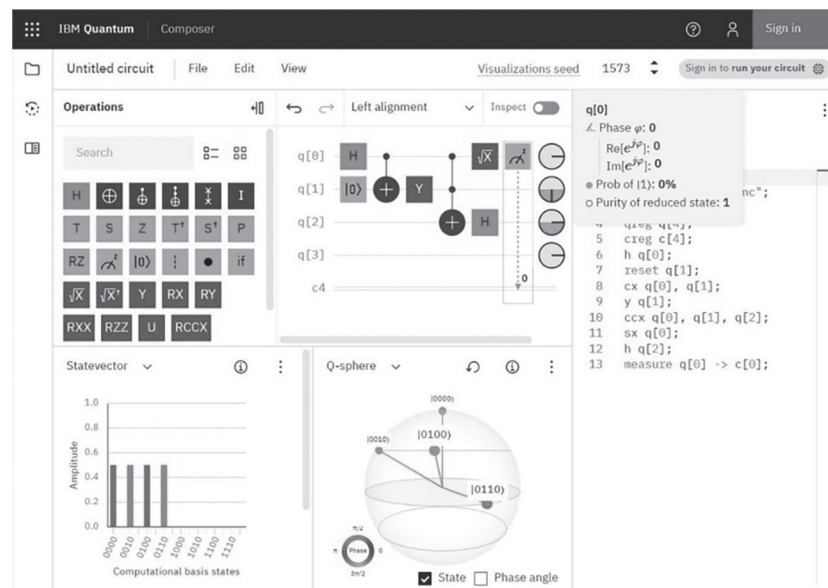 IBM Quantum Composer Sign in
Untitled circuit File Edit View Visualizations seed 1573 Sign in to run your circuit
Operations Left alignment Inspect
Search
H I
T S Z T† S† P
RZ z |0⟩ if
√X √X† Y RX RY
RXX RZZ U RCCX
q[0] H √X z
q[1] |0⟩ + Y
q[2] + H
q[3]
c4 0
q[0]
Phase φ: 0
Re[e^jφ]: 0
Im[e^jφ]: 0
Prob of |1⟩: 0%
Purity of reduced state: 1
nc";
4 qreg q[4];
5 creg c[4];
6 h q[0];
7 reset q[1];
8 cx q[0], q[1];
9 y q[1];
10 ccx q[0], q[1], q[2];
11 sx q[0];
12 h q[2];
13 measure q[0] -> c[0];
Statevector
1.0
0.8
0.6
0.4
0.2
0.0
Amplitude
0000 0010 0100 0110 1000 1010 1100 1110
Computational basis states
Q-sphere
|0000⟩
|0010⟩ |0100⟩
|0110⟩
π/2
π Phase 0
3π/2
State Phase angle